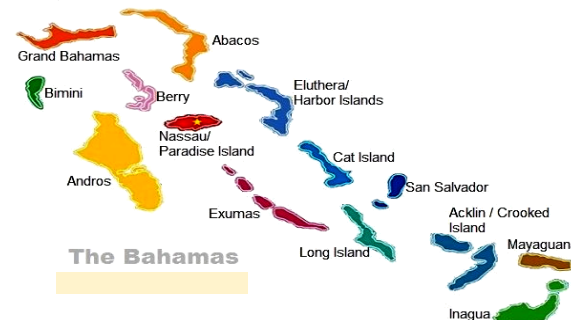 Abacos
Grand Bahamas
Bimini
Berry
Eluthera/
Harbor Islands
Nassau/
Paradise Island
Cat Island
Andros
San Salvador
Exumas
Acklin / Crooked
Island
Long Island
Mayaguan
The Bahamas
Inagua